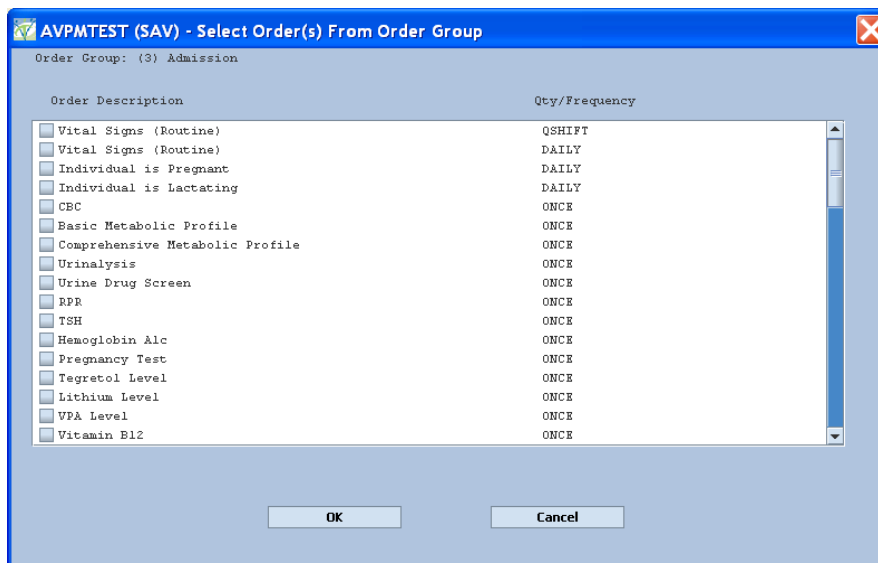 AVPMTEST (SAV) - Select Order(s) From Order Group
Order Group: (3) Admission
Order Description Qty/Frequency
Vital Signs (Routine) QSHIFT
Vital Signs (Routine) DAILY
Individual is Pregnant DAILY
Individual is Lactating DAILY
CBC ONCE
Basic Metabolic Profile ONCE
Comprehensive Metabolic Profile ONCE
Urinalysis ONCE
Urine Drug Screen ONCE
RPR ONCE
TSH ONCE
Hemoglobin A1c ONCE
Pregnancy Test ONCE
Tegretol Level ONCE
Lithium Level ONCE
VPA Level ONCE
Vitamin B12 ONCE
OK Cancel